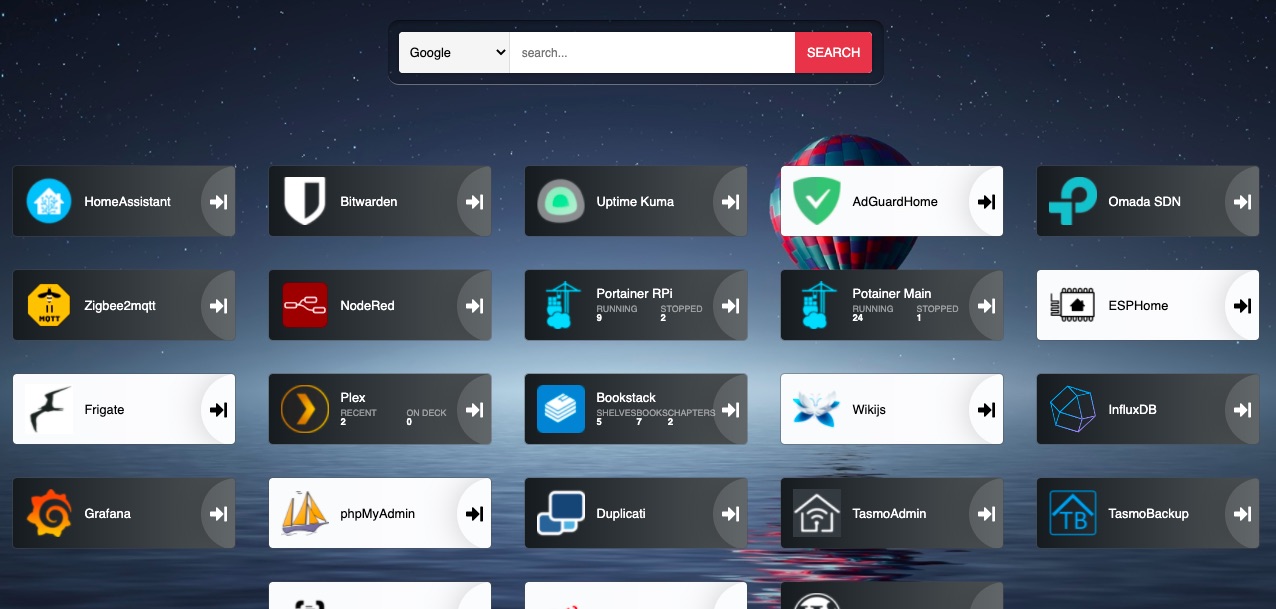 Google
search...
SEARCH
HomeAssistant
Bitwarden
Uptime Kuma
AdGuardHome
Omada SDN
Zigbee2mqtt
MQTT
NodeRed
Portainer RPi
RUNNING STOPPED
9 2
Potainer Main
RUNNING STOPPED
24 1
ESPHome
Frigate
Plex
RECENT ON DECK
2 0
Bookstack
SHELVES BOOKS CHAPTERS
5 7 2
Wikijs
InfluxDB
Grafana
phpMyAdmin
Duplicati
TasmoAdmin
TB
TasmoBackup